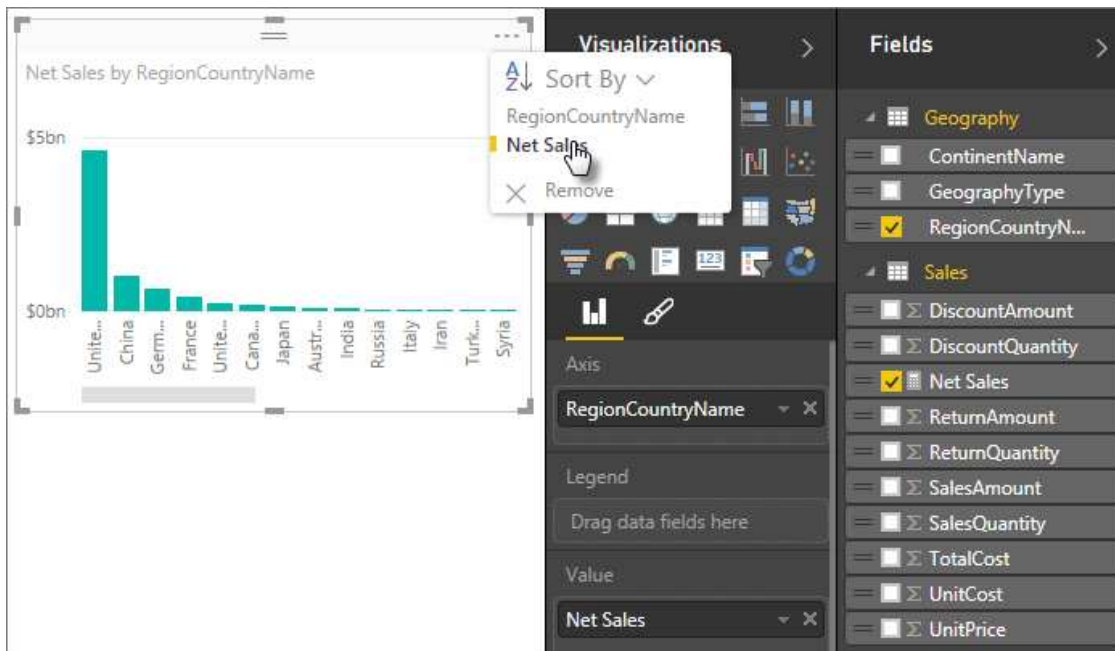 Net Sales by RegionCountryName
$5bn
$0bn
Unite...
China
Germ...
France
Unite...
Cana...
Japan
Austr...
India
Russia
Italy
Iran
Turk...
Syria
Sort By
RegionCountryName
Net Sales
Remove
Visualizations
123
Axis
RegionCountryName
Legend
Drag data fields here
Value
Net Sales
Fields
Geography
ContinentName
GeographyType
RegionCountryN...
Sales
DiscountAmount
DiscountQuantity
Net Sales
ReturnAmount
ReturnQuantity
SalesAmount
SalesQuantity
TotalCost
UnitCost
UnitPrice